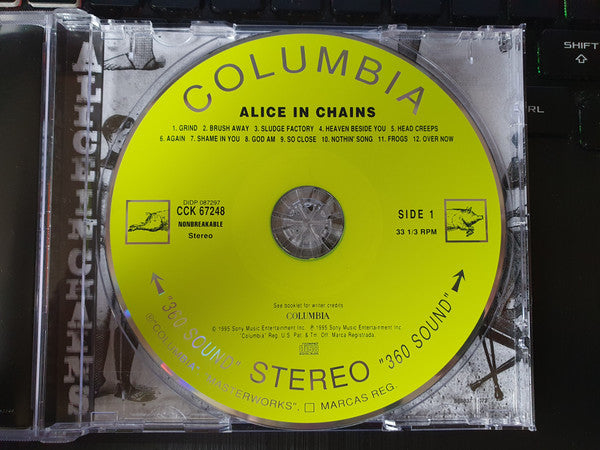 COLUMBIA
ALICE IN CHAINS
1. GRIND 2. BRUSH AWAY 3. SLUDGE FACTORY 4. HEAVEN BESIDE YOU 5. HEAD CREEPS
6. AGAIN 7. SHAME IN YOU 8. GOD AM 9. SO CLOSE 10. NOTHIN' SONG 11. FROGS 12. OVER NOW
DIDP 087297
CCK 67248
NONBREAKABLE
Stereo
SIDE 1
33 1/3 RPM
See booklet for writer credits
COLUMBIA
© 1995 Sony Music Entertainment Inc. ℗ 1995 Sony Music Entertainment Inc.
"Columbia" Reg. U.S. Pat. & Tm. Off. Marca Registrada.
"360 SOUND" STEREO "360 SOUND"
"COLUMBIA", "MASTERWORKS", MARCAS REG.
SHIFT